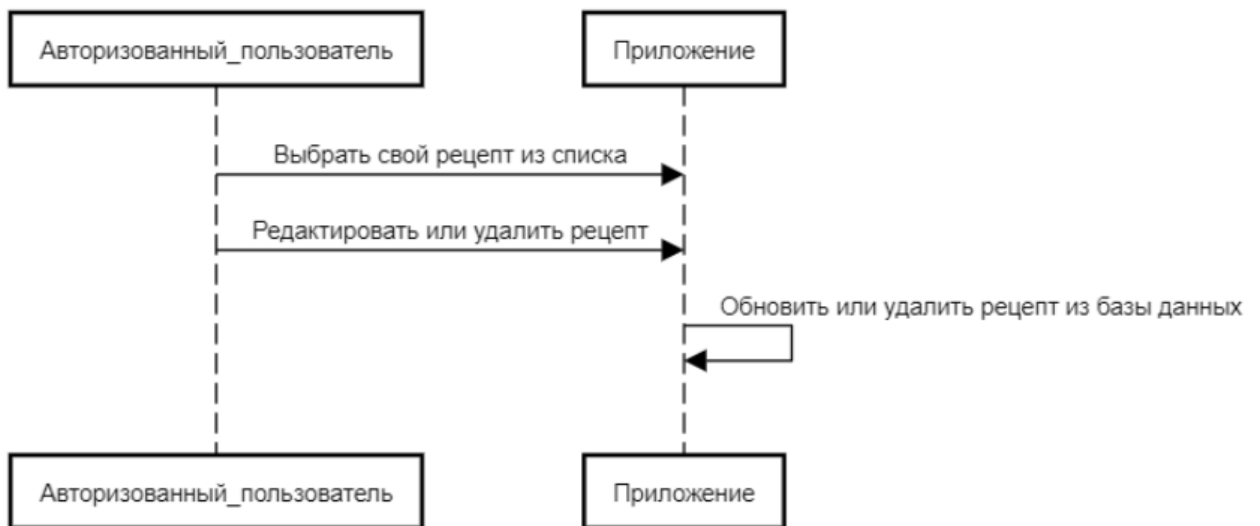 Авторизованный_пользователь
Приложение
Выбрать свой рецепт из списка
Редактировать или удалить рецепт
Обновить или удалить рецепт из базы данных
Авторизованный_пользователь
Приложение